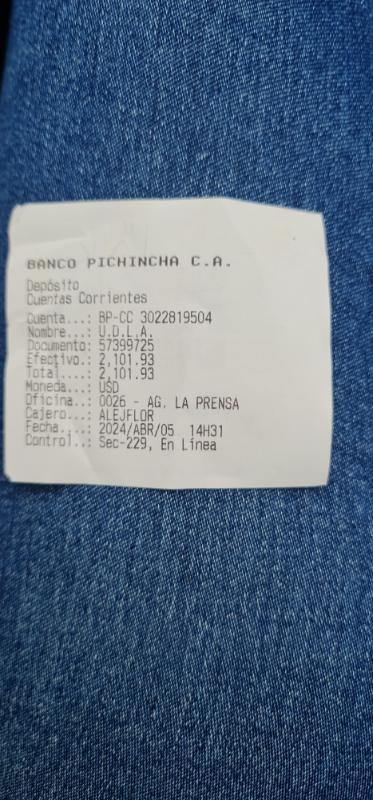 BANCO PICHINCHA C.A.
Depósito
Cuentas Corrientes
Cuenta...: BP-CC 3022819504
Nombre...: U.D.L.A.
Documento: 57399725
Efectivo.: 2,101.93
Total....: 2,101.93
Moneda...: USD
Oficina..: 0026 - AG. LA PRENSA
Cajero...: ALEJFLOR
Fecha....: 2024/ABR/05 14H31
Control..: Sec-229, En Línea